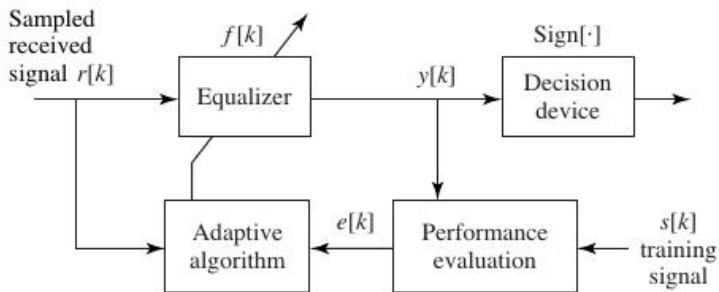 Sampled
received
signal r[k]
f[k]
Equalizer
y[k]
Sign[·]
Decision
device
Adaptive
algorithm
e[k]
Performance
evaluation
s[k]
training
signal